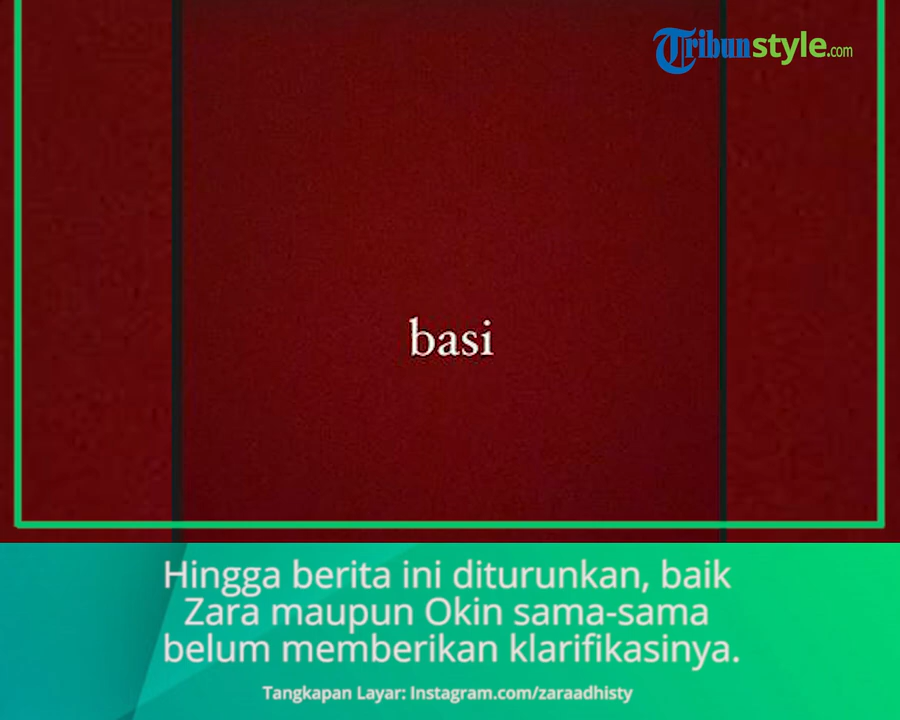 Tribunstyle.com
basi
Hingga berita ini diturunkan, baik
Zara maupun Okin sama-sama
belum memberikan klarifikasinya.
Tangkapan Layar: Instagram.com/zaraadhisty